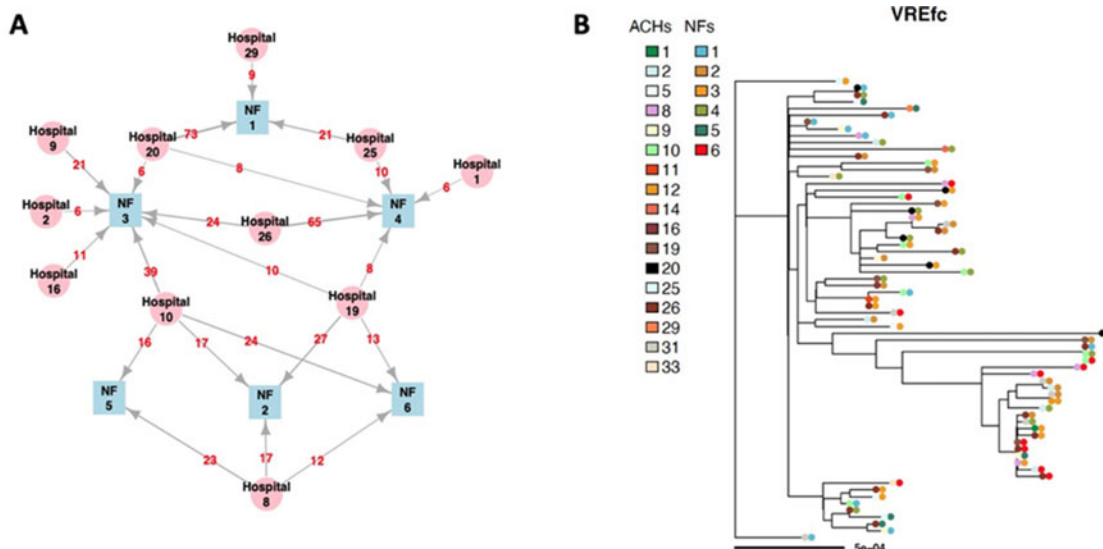 A
Hospital
29
9
NF
1
Hospital
9
21
Hospital
20
73
21
Hospital
25
6
8
10
Hospital
1
6
Hospital
2
6
NF
3
24
Hospital
26
65
NF
4
Hospital
16
11
39
10
8
Hospital
10
Hospital
19
16
17
24
27
13
NF
5
NF
2
NF
6
23
17
12
Hospital
8
B
VREfc
ACHs NFs
1 1
2 2
5 3
8 4
9 5
10 6
11
12
14
16
19
20
25
26
29
31
33
5e-04